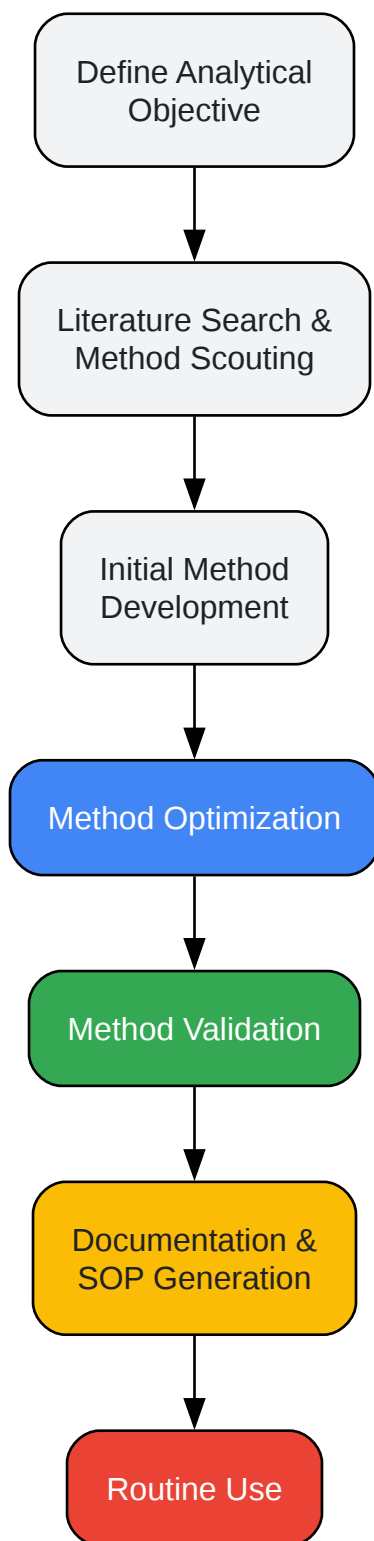 Define Analytical
Objective
Literature Search &
Method Scouting
Initial Method
Development
Method Optimization
Method Validation
Documentation &
SOP Generation
Routine Use